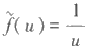 f̃(u) = 1/u